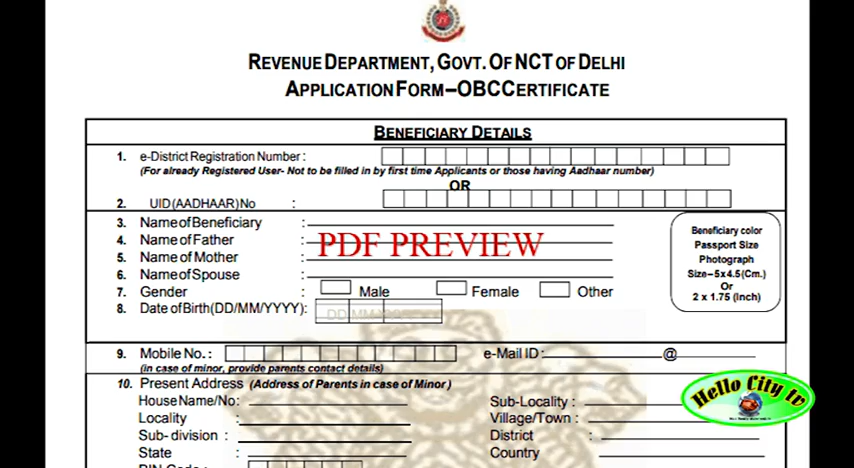 REVENUE DEPARTMENT, GOVT. OF NCT OF DELHI
APPLICATION FORM – OBC CERTIFICATE
BENEFICIARY DETAILS
1. e-District Registration Number :
(For already Registered User- Not to be filled in by first time Applicants or those having Aadhaar number)
OR
2. UID (AADHAAR) No :
3. Name of Beneficiary :
4. Name of Father :
5. Name of Mother :
6. Name of Spouse :
PDF PREVIEW
7. Gender : Male Female Other
8. Date of Birth(DD/MM/YYYY):
Beneficiary color
Passport Size
Photograph
Size – 5x4.5(Cm.)
Or
2 x 1.75 (Inch)
9. Mobile No. : e-Mail ID : @
(in case of minor, provide parents contact details)
10. Present Address (Address of Parents in case of Minor)
House Name/No: Sub-Locality :
Locality : Village/Town :
Sub- division : District :
State : Country
PIN Code :
Hello City tv